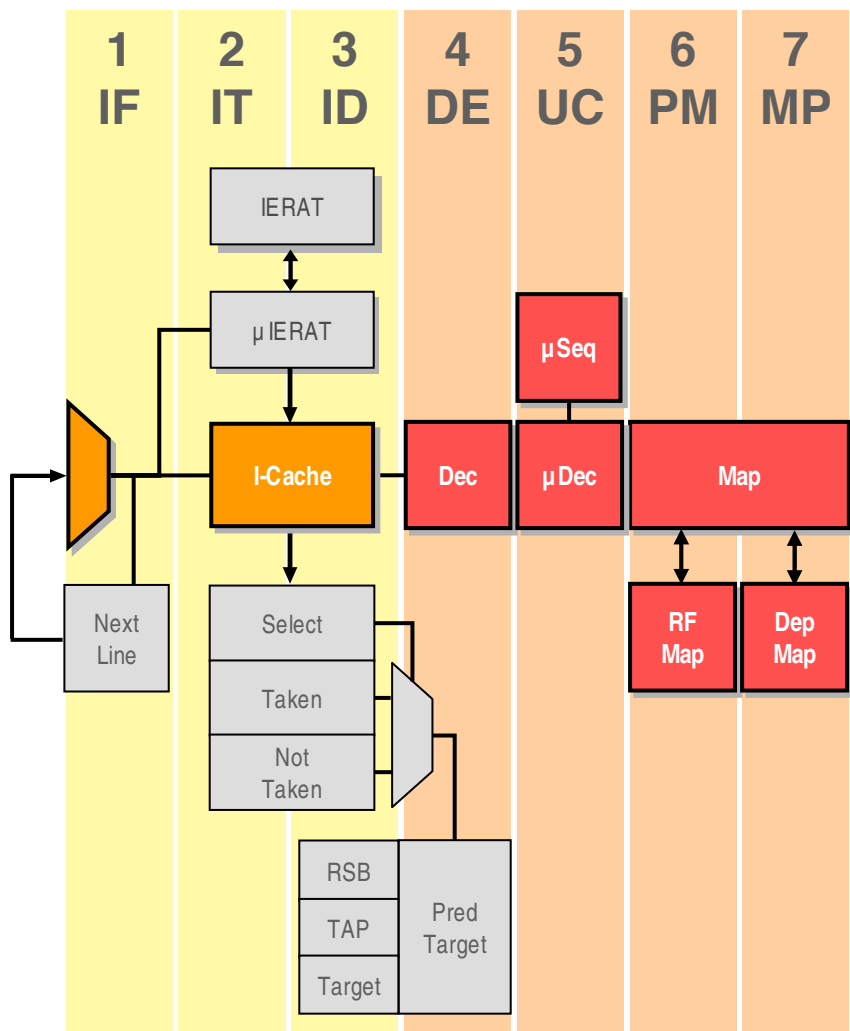 1 2 3 4 5 6 7
IF IT ID DE UC PM MP
IERAT
µIERAT
µSeq
I-Cache
Dec
µDec
Map
Next
Line
Select
Taken
Not
Taken
RF
Map
Dep
Map
RSB
TAP
Target
Pred
Target